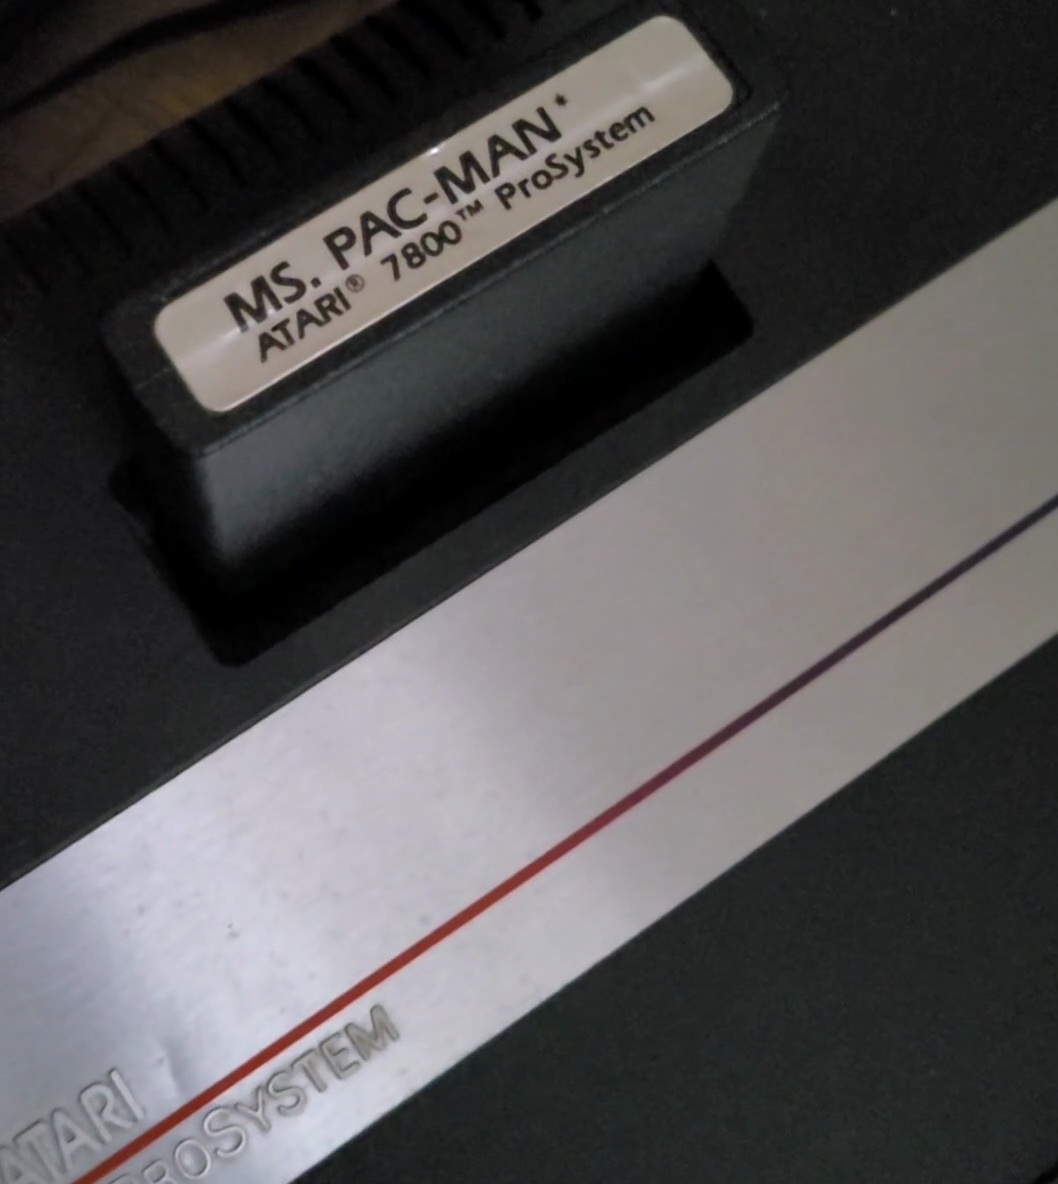 MS. PAC-MAN*
ATARI® 7800™ ProSystem
ATARI
PROSYSTEM